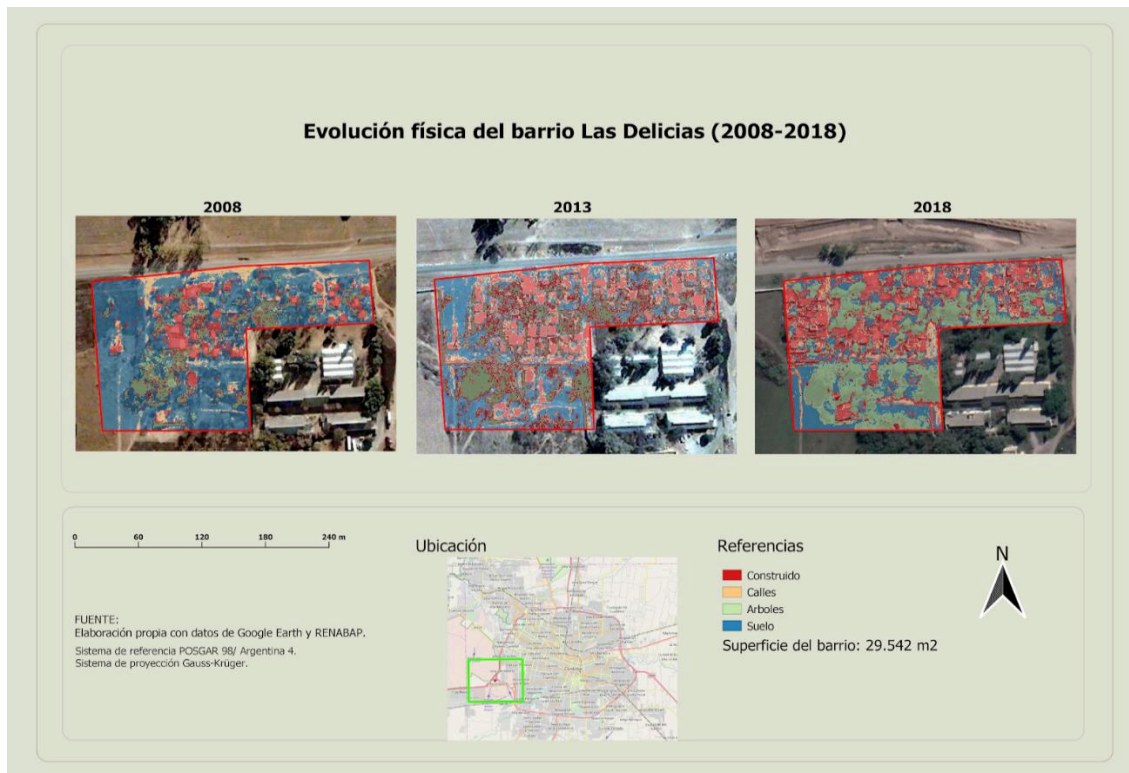 Evolución física del barrio Las Delicias (2008-2018)
2008
2013
2018
0 60 120 180 240 m
FUENTE:
Elaboración propia con datos de Google Earth y RENABAP.
Sistema de referencia POSGAR 98/ Argentina 4.
Sistema de proyección Gauss-Krüger.
Ubicación
Referencias
Construido
Calles
Arboles
Suelo
Superficie del barrio: 29.542 m2
N